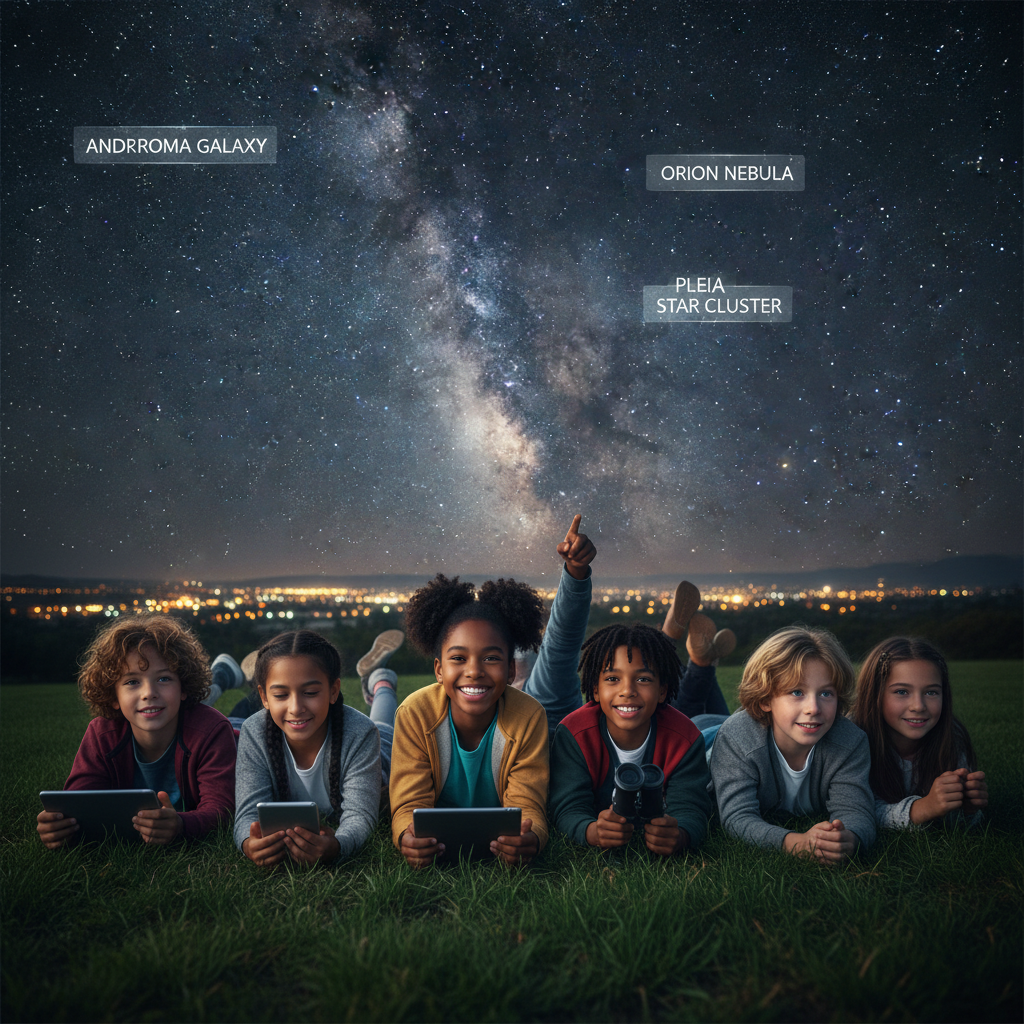 ANDRROMA GALAXY
ORION NEBULA
PLEIA
STAR CLUSTER